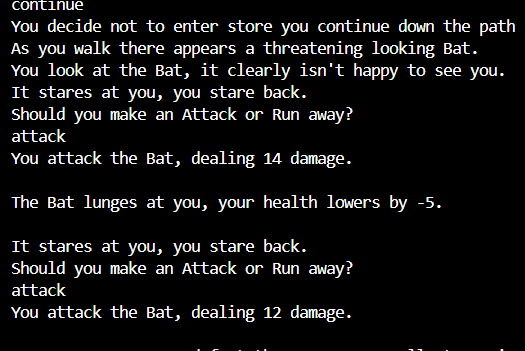 continue
You decide not to enter store you continue down the path
As you walk there appears a threatening looking Bat.
You look at the Bat, it clearly isn't happy to see you.
It stares at you, you stare back.
Should you make an Attack or Run away?
attack
You attack the Bat, dealing 14 damage.
The Bat lunges at you, your health lowers by -5.
It stares at you, you stare back.
Should you make an Attack or Run away?
attack
You attack the Bat, dealing 12 damage.